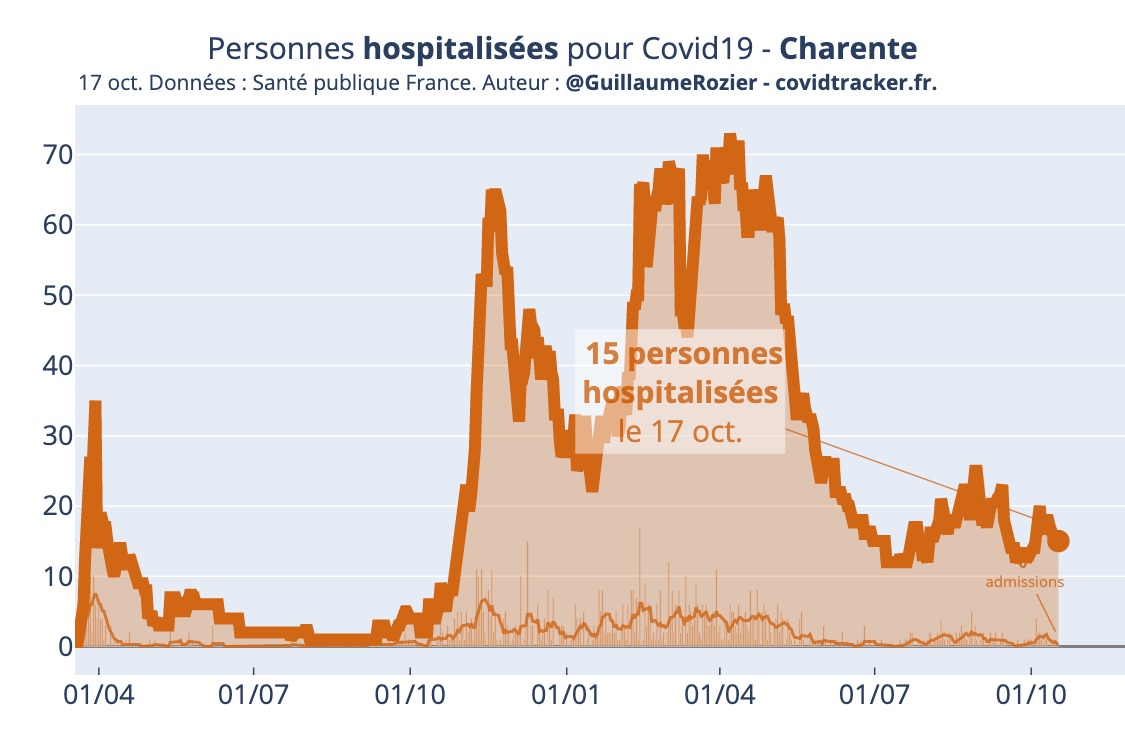 Personnes hospitalisées pour Covid19 - Charente
17 oct. Données : Santé publique France. Auteur : @GuillaumeRozier - covidtracker.fr.
70
60
50
40
30
20
10
0
15 personnes
hospitalisées
le 17 oct.
admissions
01/04 01/07 01/10 01/01 01/04 01/07 01/10